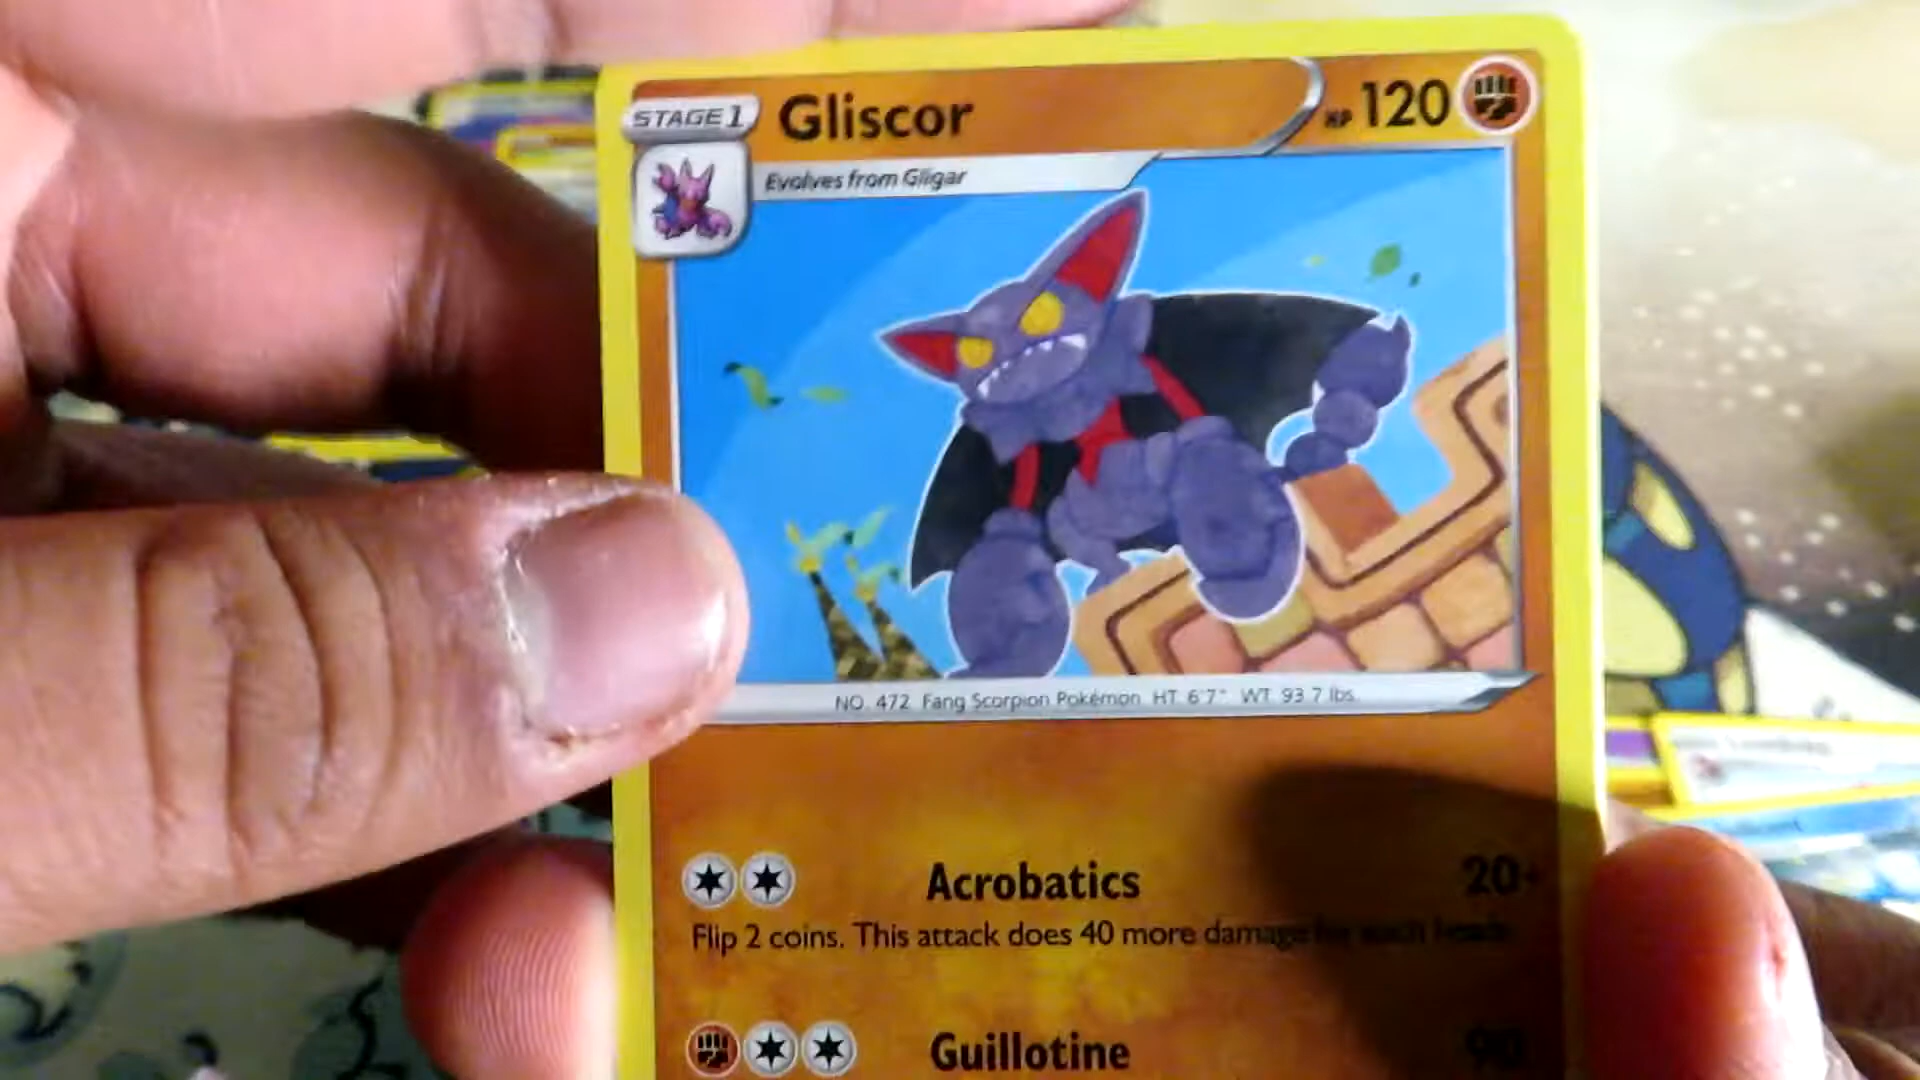 STAGE 1 Gliscor HP 120
Evolves from Gligar
NO. 472 Fang Scorpion Pokémon HT 6'7" WT 93.7 lbs.
Acrobatics 20+
Flip 2 coins. This attack does 40 more damage for each heads.
Guillotine 90